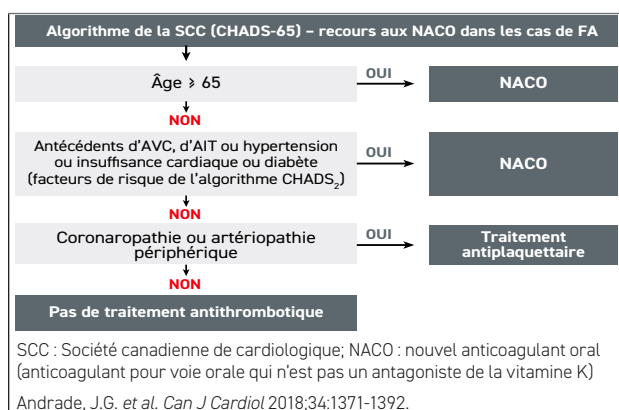 Algorithme de la SCC (CHADS-65) – recours aux NACO dans les cas de FA
Âge ≥ 65
OUI
NACO
NON
Antécédents d'AVC, d'AIT ou hypertension
ou insuffisance cardiaque ou diabète
(facteurs de risque de l'algorithme CHADS₂)
OUI
NACO
NON
Coronaropathie ou artériopathie
périphérique
OUI
Traitement
antiplaquettaire
NON
Pas de traitement antithrombotique
SCC : Société canadienne de cardiologique; NACO : nouvel anticoagulant oral
(anticoagulant pour voie orale qui n'est pas un antagoniste de la vitamine K)
Andrade, J.G. et al. Can J Cardiol 2018;34:1371-1392.